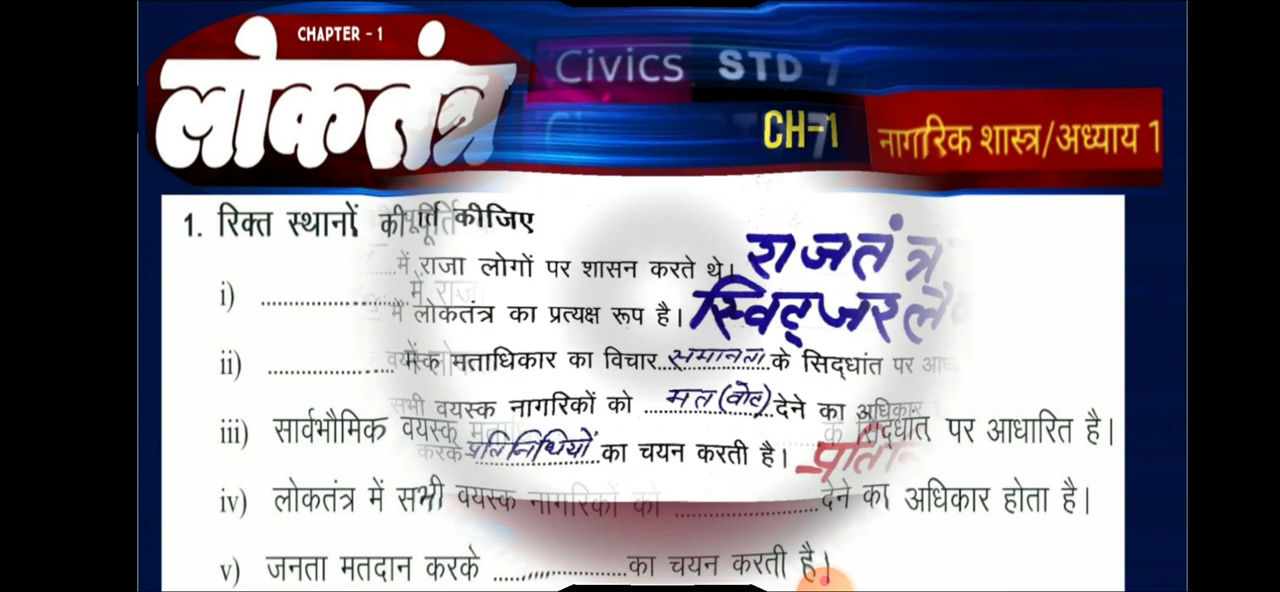 CHAPTER - 1
लोकतंत्र
Civics STD 7
CH-1
नागरिक शास्त्र/अध्याय 1
1. रिक्त स्थानों की पूर्ति कीजिए
में राजा लोगों पर शासन करते थे। राजतंत्र
i) ....................
में लोकतंत्र का प्रत्यक्ष रूप है।
मताधिकार का विचार..समानता..के सिद्धांत पर
ii) ....................
सभी वयस्क नागरिकों को ....मत (वोट)..देने का अधिकार
iii) सार्वभौमिक वयस्क के सिद्धांत पर आधारित है।
करके प्रतिनिधियों....का चयन करती है।
iv) लोकतंत्र में सभी वयस्क नागरिकों को ....................देने का अधिकार होता है।
v) जनता मतदान करके ....................का चयन करती है।